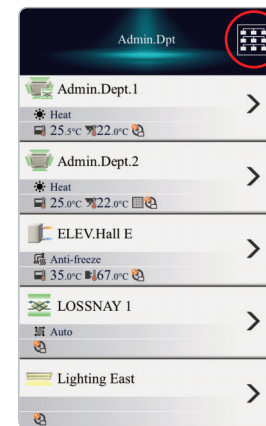 Admin.Dpt
Admin.Dept.1
Heat
25.5°C 22.0°C
Admin.Dept.2
Heat
25.0°C 22.0°C
ELEV.Hall E
Anti-freeze
35.0°C 67.0°C
LOSSNAY 1
Auto
Lighting East